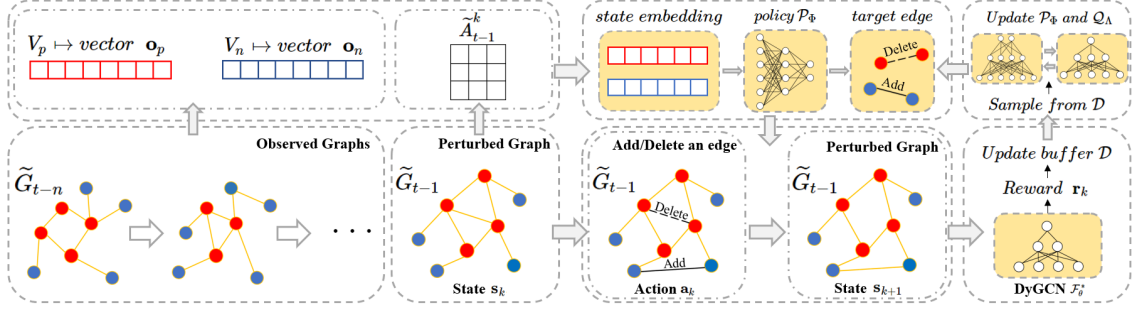 V_p ↦ vector o_p
V_n ↦ vector o_n
Ã^k_{t-1}
state embedding
policy P_Φ
target edge
Delete
Add
Update P_Φ and Q_Λ
Sample from D
Observed Graphs
G̃_{t-n}
. . .
Perturbed Graph
G̃_{t-1}
State s_k
Add/Delete an edge
G̃_{t-1}
Delete
Add
Action a_k
Perturbed Graph
G̃_{t-1}
State s_{k+1}
Update buffer D
Reward r_k
DyGCN F_θ^*